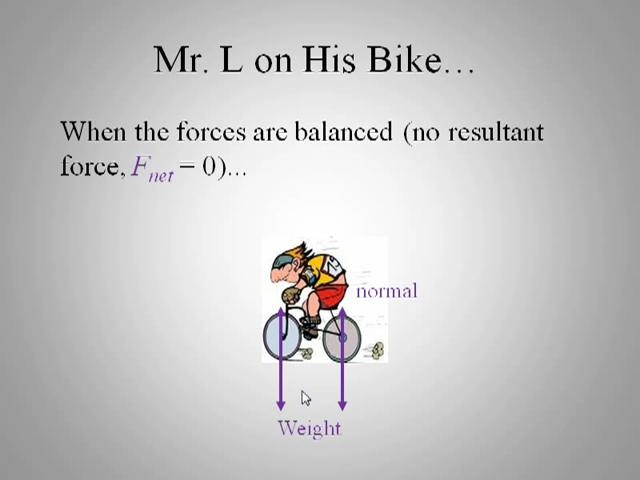 Mr. L on His Bike...
When the forces are balanced (no resultant
force, Fnet = 0)...
normal
Weight